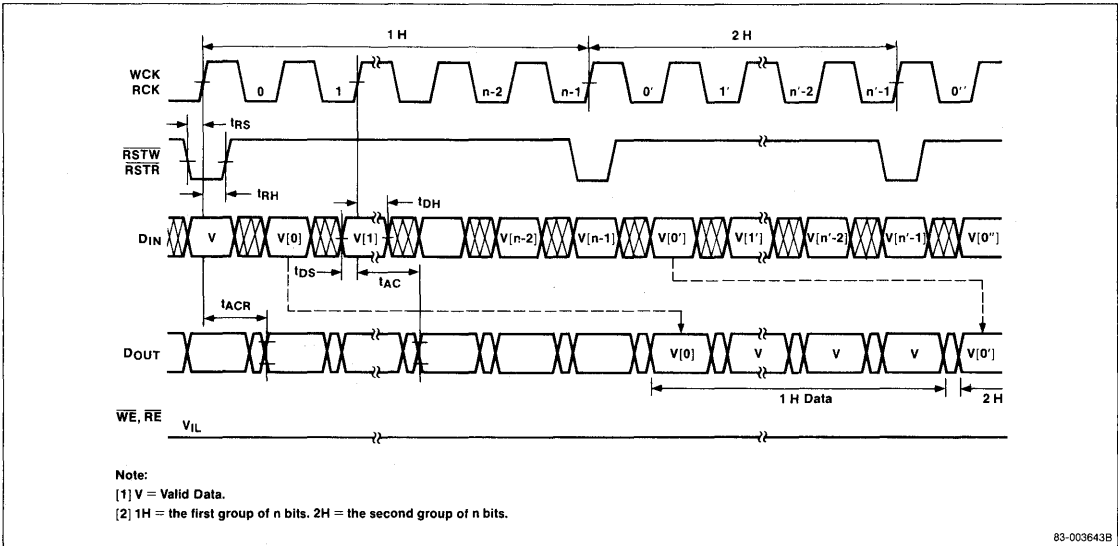 1 H 2 H
WCK
RCK
0 1 n-2 n-1 0' 1' n'-2 n'-1 0''
tRS
RSTW
RSTR
tRH
tDH
DIN V V[0] V[1] V[n-2] V[n-1] V[0'] V[1'] V[n'-2] V[n'-1] V[0'']
tDS
tAC
tACR
DOUT V[0] V V V V[0']
1 H Data 2 H
WE, RE
VIL
Note:
[1] V = Valid Data.
[2] 1H = the first group of n bits. 2H = the second group of n bits.
83-003643B